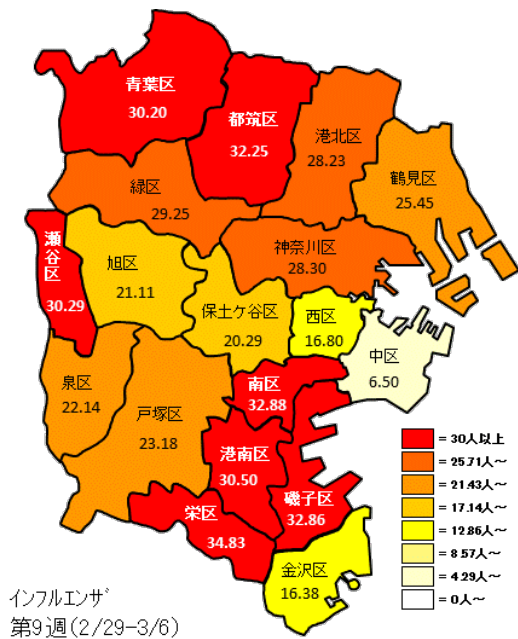 青葉区
30.20
都筑区
32.25
港北区
28.23
鶴見区
25.45
緑区
29.25
瀬谷区
30.29
旭区
21.11
神奈川区
28.30
保土ケ谷区
20.29
西区
16.80
中区
6.50
泉区
22.14
戸塚区
23.18
南区
32.88
港南区
30.50
磯子区
32.86
栄区
34.83
金沢区
16.38
=30人以上
=25.71人~
=21.43人~
=17.14人~
=12.86人~
=8.57人~
=4.29人~
=0人~
インフルエンザ
第9週(2/29-3/6)